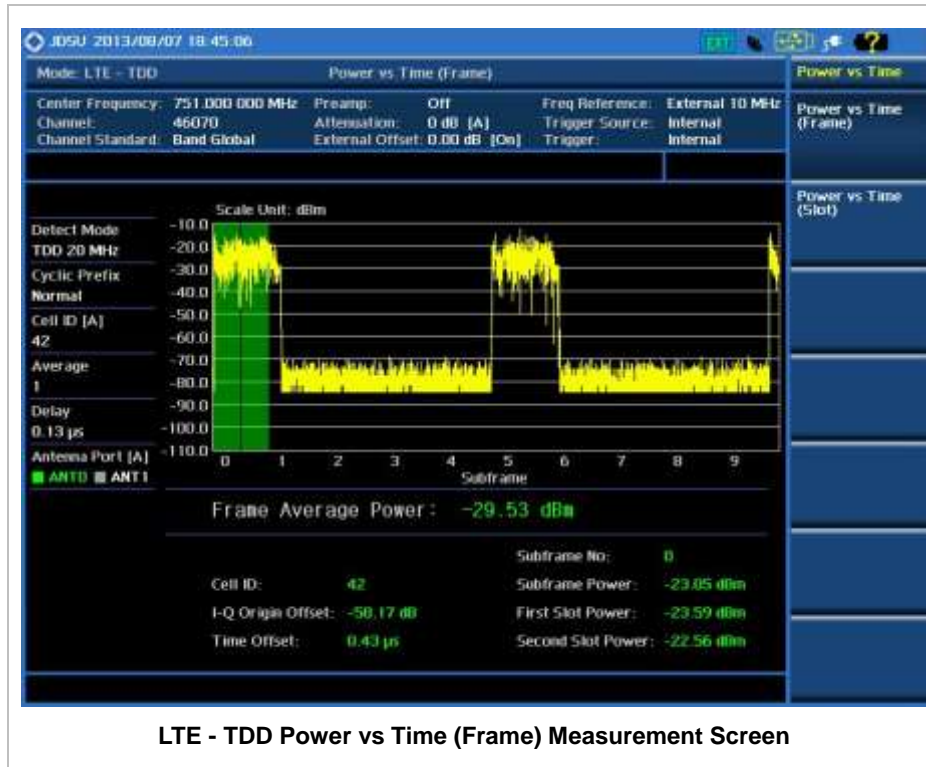 JDSU 2013/08/07 18:45:06
EXT
Mode: LTE - TDD Power vs Time (Frame)
Power vs Time
Center Frequency: 751.000 000 MHz Preamp: Off Freq Reference: External 10 MHz
Channel: 46070 Attenuation: 0 dB [A] Trigger Source: Internal
Channel Standard: Band Global External Offset: 0.00 dB [On] Trigger: Internal
Power vs Time
(Frame)
Power vs Time
(Slot)
Scale Unit: dBm
Detect Mode
TDD 20 MHz
Cyclic Prefix
Normal
Cell ID [A]
42
Average
1
Delay
0.13 µs
Antenna Port [A]
ANT0 ANT1
-10.0
-20.0
-30.0
-40.0
-50.0
-60.0
-70.0
-80.0
-90.0
-100.0
-110.0
0 1 2 3 4 5 6 7 8 9
Subframe
Frame Average Power: -29.53 dBm
Subframe No: 0
Cell ID: 42 Subframe Power: -23.05 dBm
I-Q Origin Offset: -50.17 dB First Slot Power: -23.59 dBm
Time Offset: 0.43 µs Second Slot Power: -22.56 dBm
LTE - TDD Power vs Time (Frame) Measurement Screen